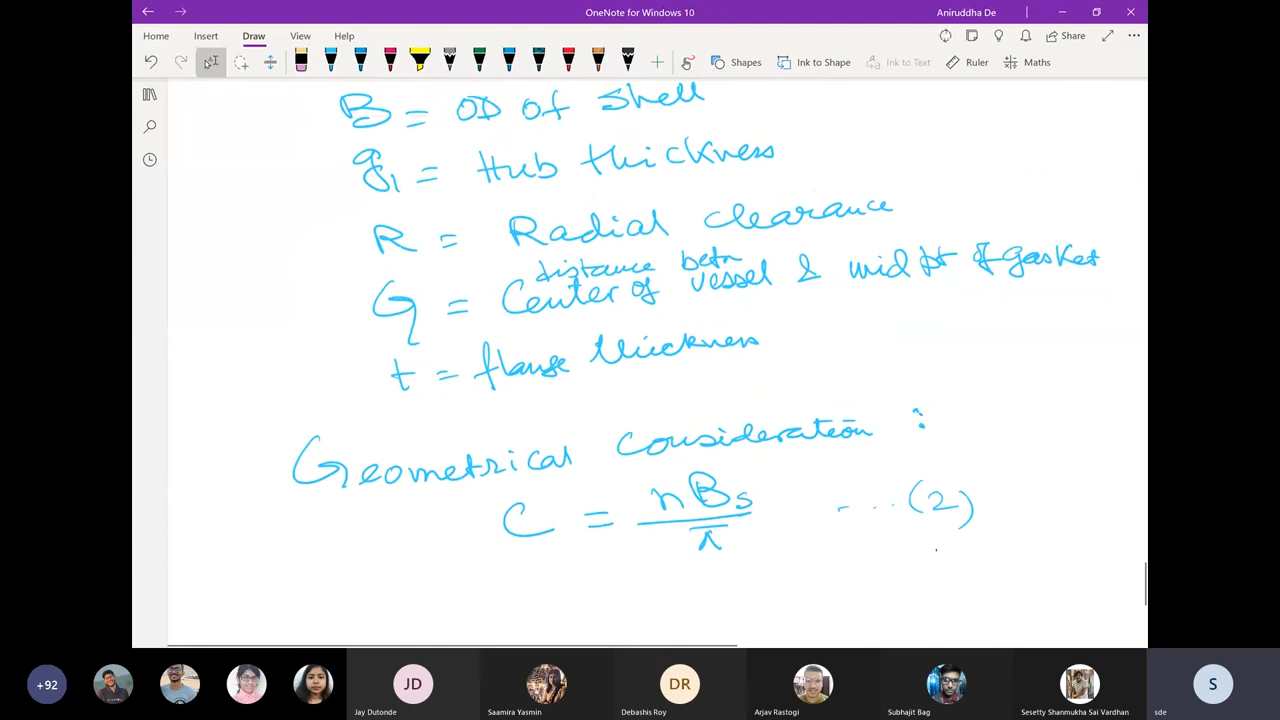 OneNote for Windows 10
Aniruddha De
Home Insert Draw View Help
Share
Shapes
Ink to Shape
Ink to Text
Ruler
Maths
B = OD of shell
g1 = Hub thickness
R = Radial clearance
distance betn
G = Center of vessel & mid pt of gasket
t = flange thickness
Geometrical consideration :
C = nBs / π ....(2)
+92
JD
DR
S
Jay Dutonde
Saamira Yasmin
Debashis Roy
Arjav Rastogi
Subhajit Bag
Sesetty Shanmukha Sai Vardhan
sde